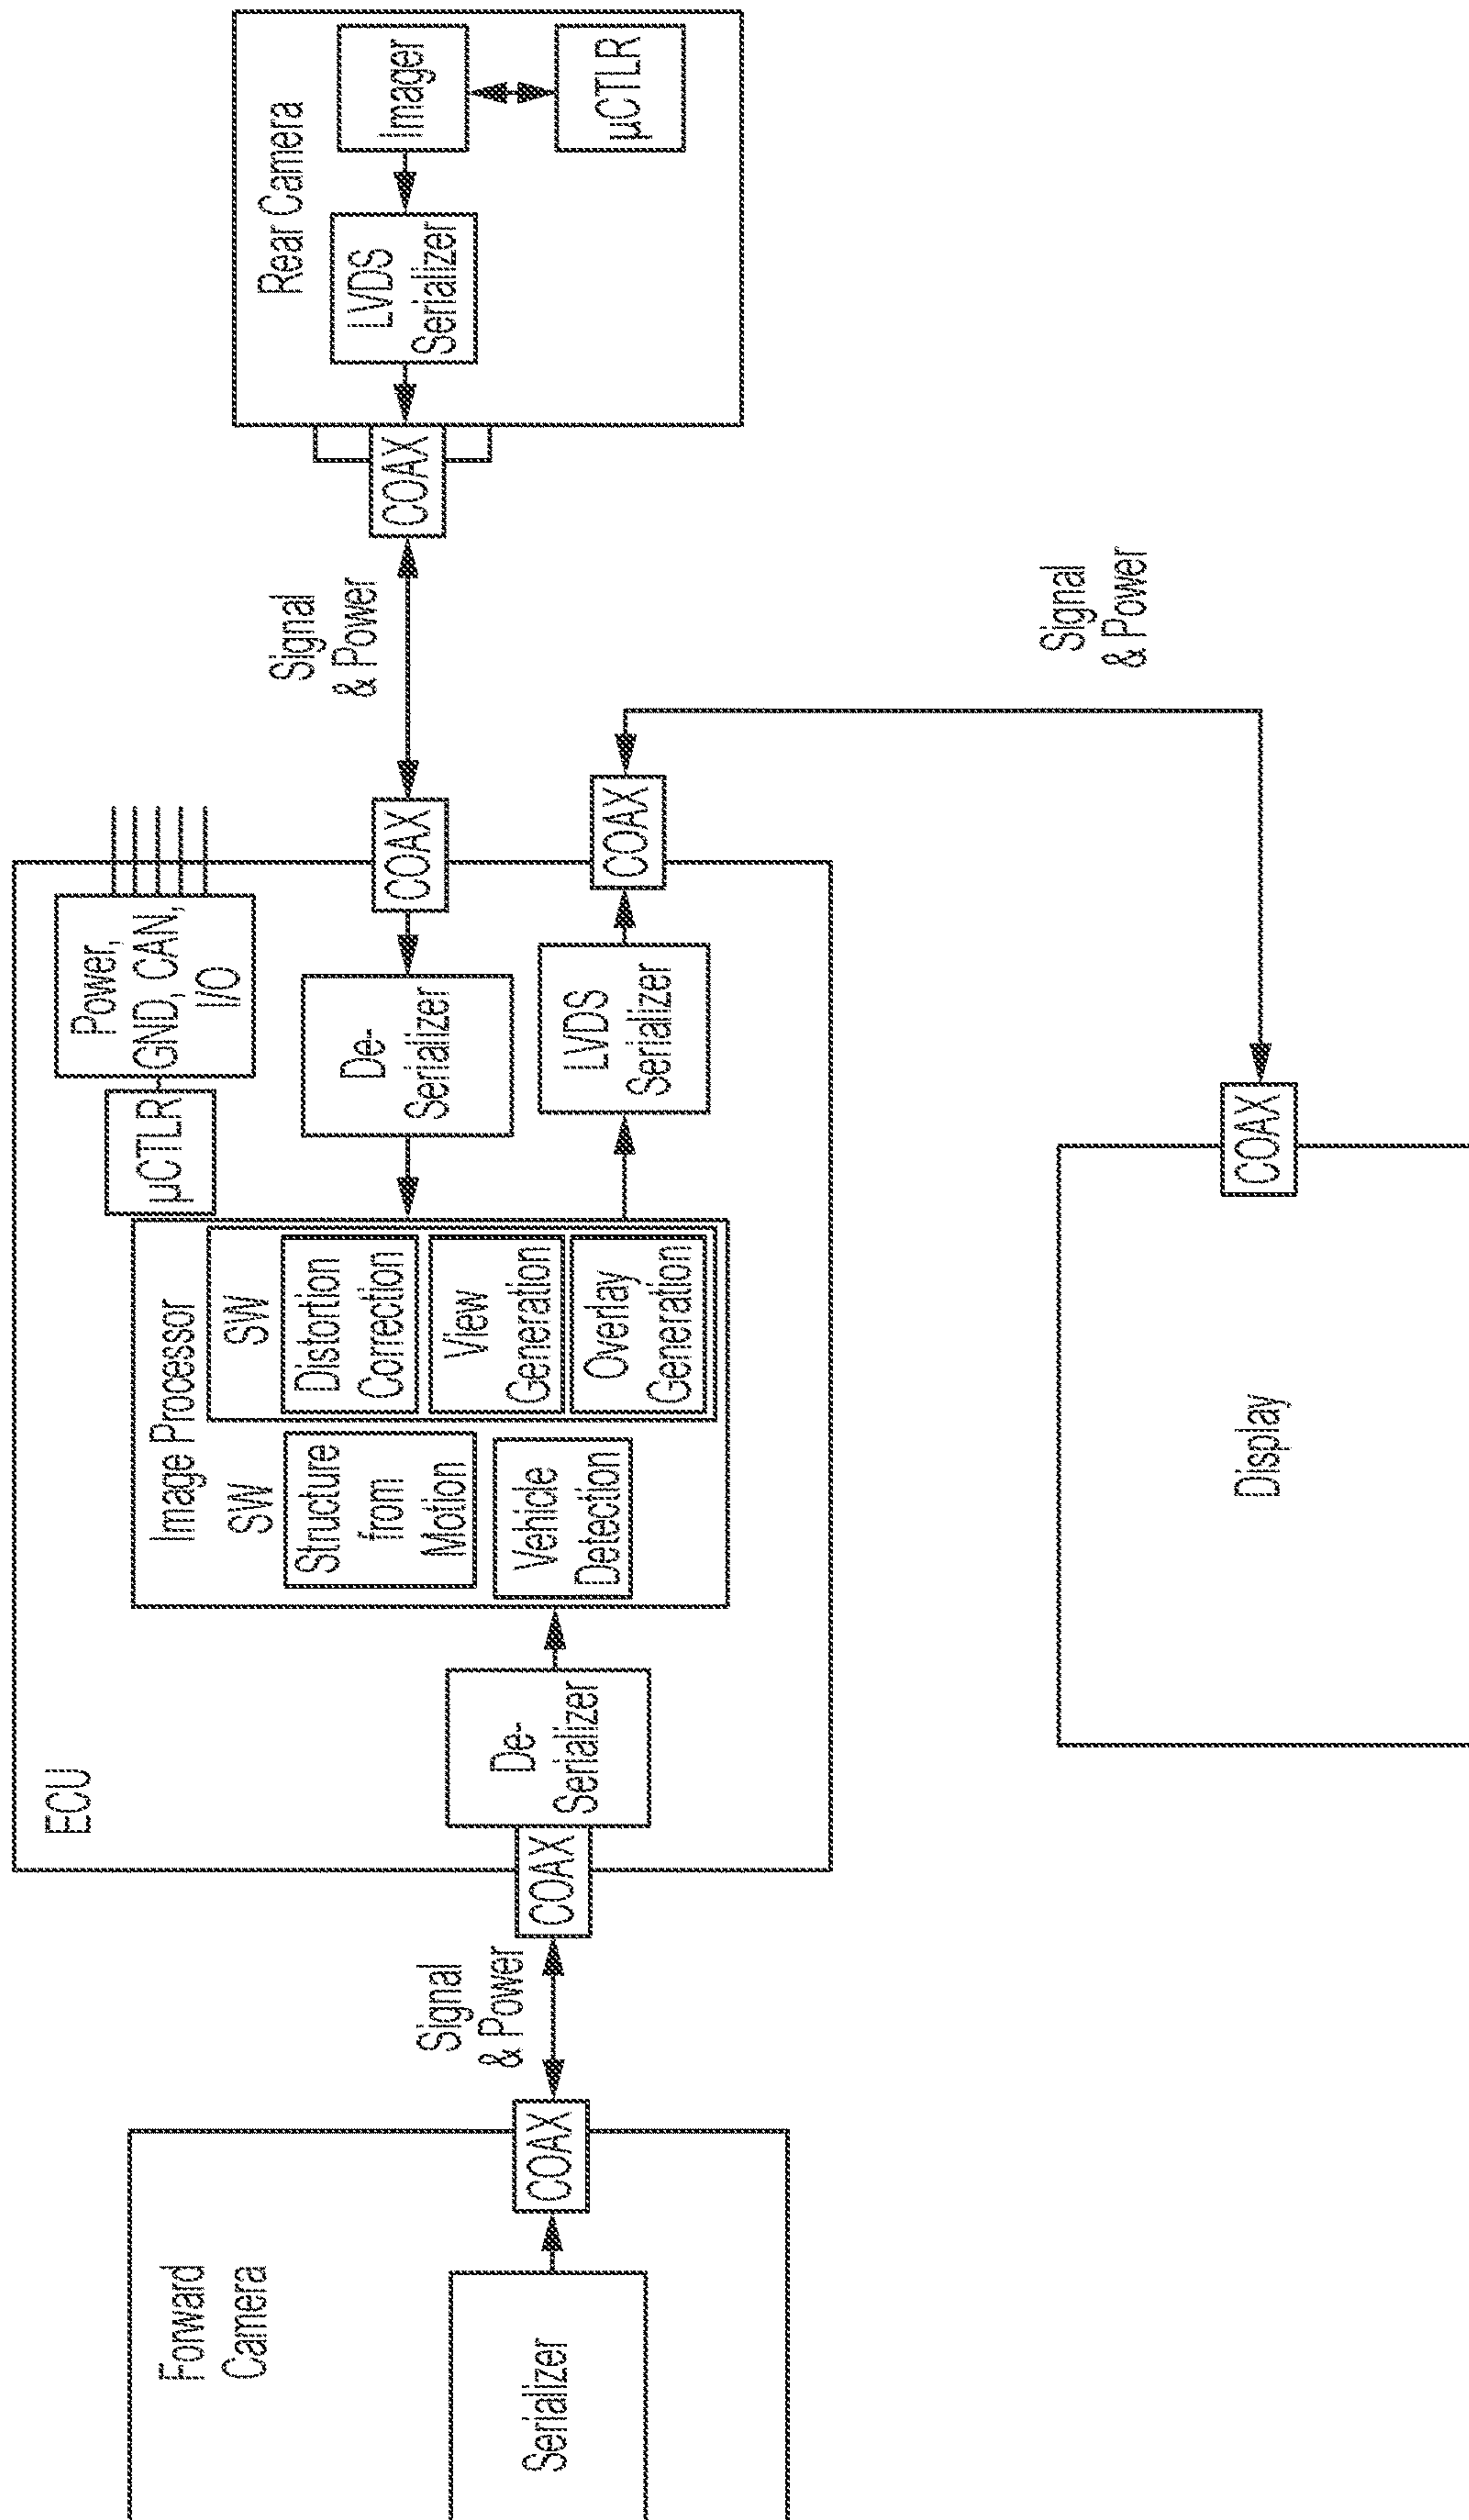 Forward
Camera
Serializer
COAX
Signal
& Power
ECU
COAX
De-
Serializer
Image Processor
SW
Structure
from
Motion
Vehicle
Detection
SW
Distortion
Correction
View
Generation
Overlay
Generation
µCTLR
Power,
GND, CAN,
I/O
De-
Serializer
COAX
LVDS
Serializer
COAX
Signal
& Power
COAX
Rear Camera
LVDS
Serializer
Imager
µCTLR
Signal
& Power
COAX
Display